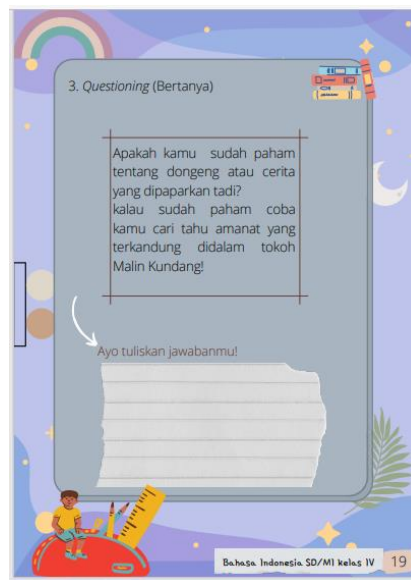 3. Questioning (Bertanya)
Apakah kamu sudah paham
tentang dongeng atau cerita
yang dipaparkan tadi?
kalau sudah paham coba
kamu cari tahu amanat yang
terkandung didalam tokoh
Malin Kundang!
Ayo tuliskan jawabanmu!
Bahasa Indonesia SD/MI kelas IV 19